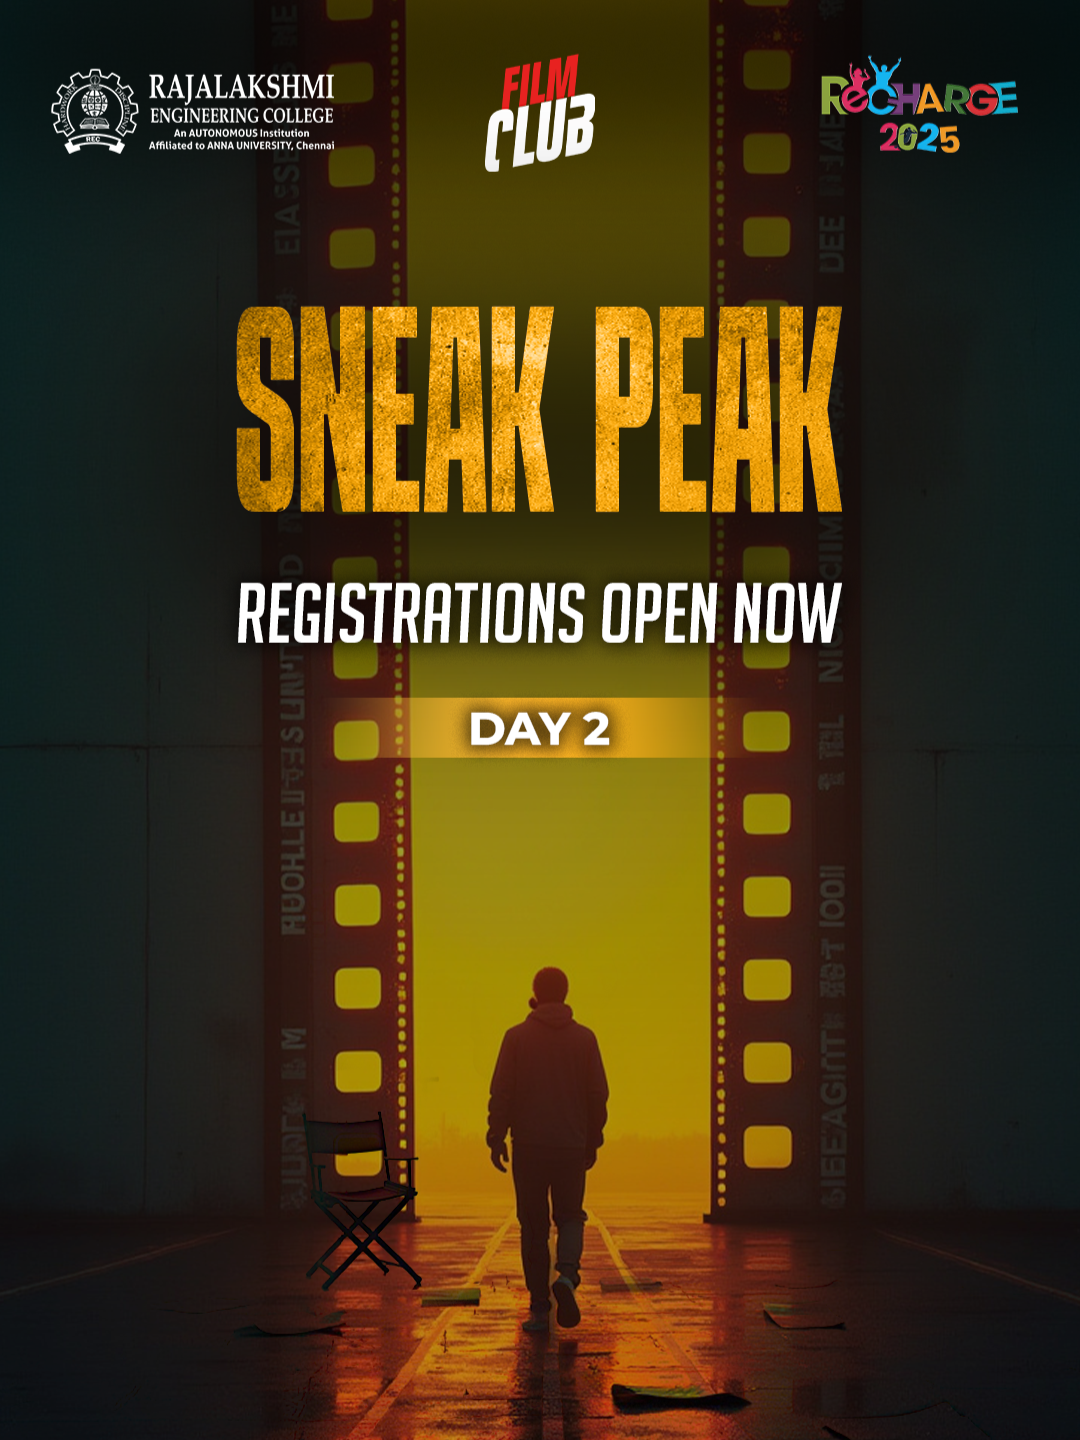 RAJALAKSHMI
ENGINEERING COLLEGE
An AUTONOMOUS Institution
Affiliated to ANNA UNIVERSITY, Chennai
REC
FILM
CLUB
RECHARGE
2025
SNEAK PEAK
REGISTRATIONS OPEN NOW
DAY 2